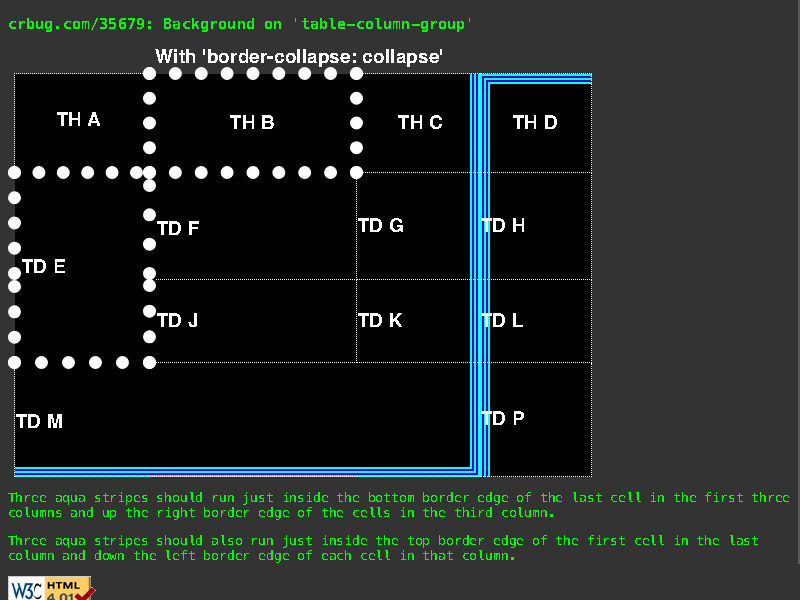 crbug.com/35679: Background on 'table-column-group'
With 'border-collapse: collapse'
TH A
TH B
TH C
TH D
TD E
TD F
TD G
TD H
TD J
TD K
TD L
TD M
TD P
Three aqua stripes should run just inside the bottom border edge of the last cell in the first three
columns and up the right border edge of the cells in the third column.
Three aqua stripes should also run just inside the top border edge of the first cell in the last
column and down the left border edge of each cell in that column.
W3C HTML
4.01